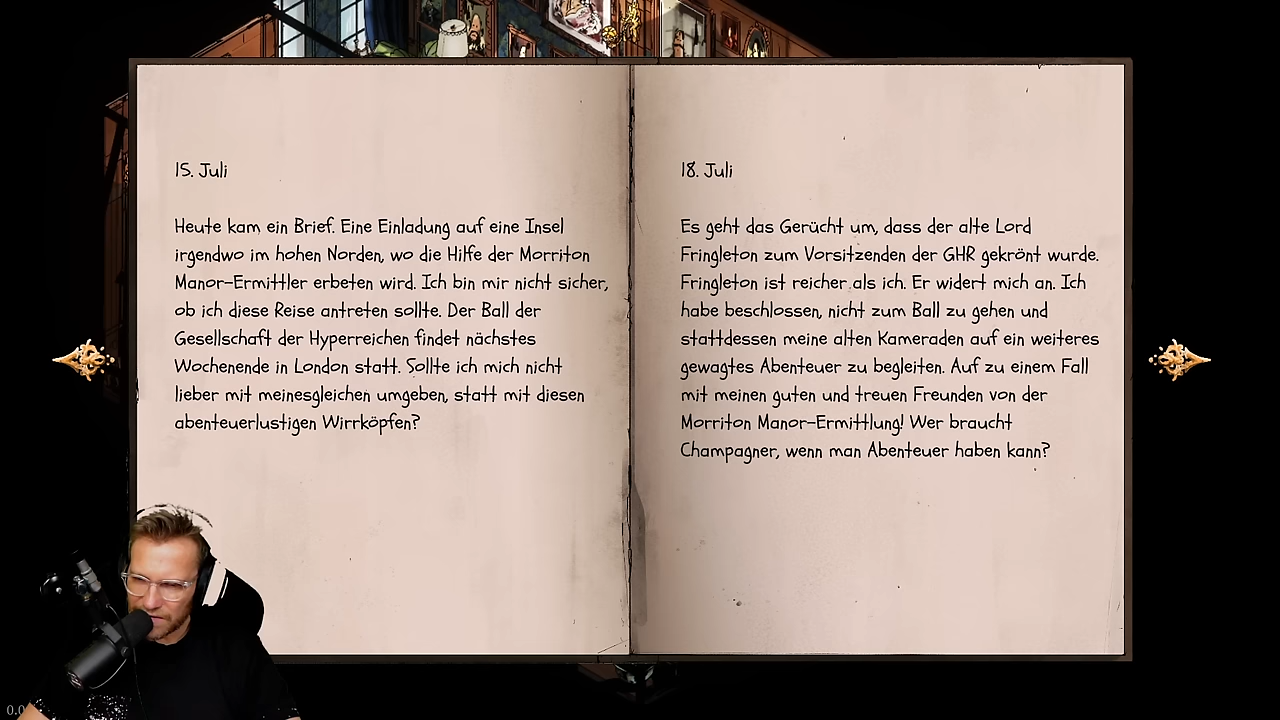 15. Juli
Heute kam ein Brief. Eine Einladung auf eine Insel
irgendwo im hohen Norden, wo die Hilfe der Morriton
Manor-Ermittler erbeten wird. Ich bin mir nicht sicher,
ob ich diese Reise antreten sollte. Der Ball der
Gesellschaft der Hyperreichen findet nächstes
Wochenende in London statt. Sollte ich mich nicht
lieber mit meinesgleichen umgeben, statt mit diesen
abenteuerlustigen Wirrköpfen?
18. Juli
Es geht das Gerücht um, dass der alte Lord
Fringleton zum Vorsitzenden der GHR gekrönt wurde.
Fringleton ist reicher als ich. Er widert mich an. Ich
habe beschlossen, nicht zum Ball zu gehen und
stattdessen meine alten Kameraden auf ein weiteres
gewagtes Abenteuer zu begleiten. Auf zu einem Fall
mit meinen guten und treuen Freunden von der
Morriton Manor-Ermittlung! Wer braucht
Champagner, wenn man Abenteuer haben kann?